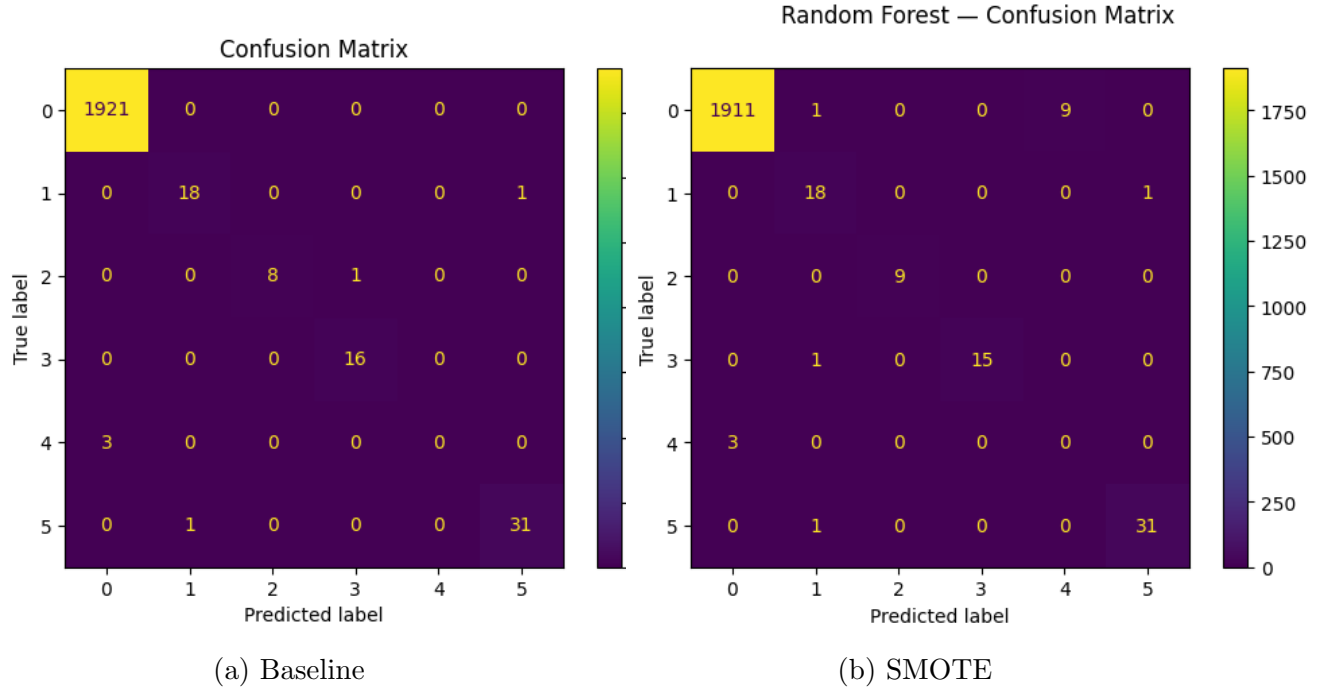 Confusion Matrix
0 1921 0 0 0 0 0
1 0 18 0 0 0 1
2 0 0 8 1 0 0
3 0 0 0 16 0 0
4 3 0 0 0 0 0
5 0 1 0 0 0 31
0 1 2 3 4 5
True label
Predicted label
(a) Baseline
Random Forest — Confusion Matrix
0 1911 1 0 0 9 0
1 0 18 0 0 0 1
2 0 0 9 0 0 0
3 0 1 0 15 0 0
4 3 0 0 0 0 0
5 0 1 0 0 0 31
0 1 2 3 4 5
True label
Predicted label
1750
1500
1250
1000
750
500
250
0
(b) SMOTE